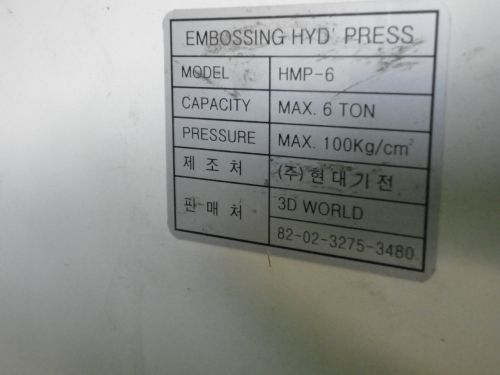 EMBOSSING HYD' PRESS
MODEL HMP-6
CAPACITY MAX. 6 TON
PRESSURE MAX. 100Kg/cm²
제 조 처 (주)현대기전
판 매 처 3D WORLD
82-02-3275-3480